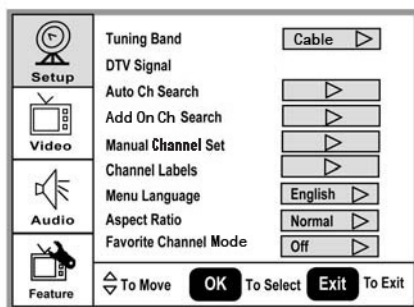 Setup
Video
Audio
Feature
Tuning Band Cable
DTV Signal
Auto Ch Search
Add On Ch Search
Manual Channel Set
Channel Labels
Menu Language English
Aspect Ratio Normal
Favorite Channel Mode Off
To Move OK To Select Exit To Exit